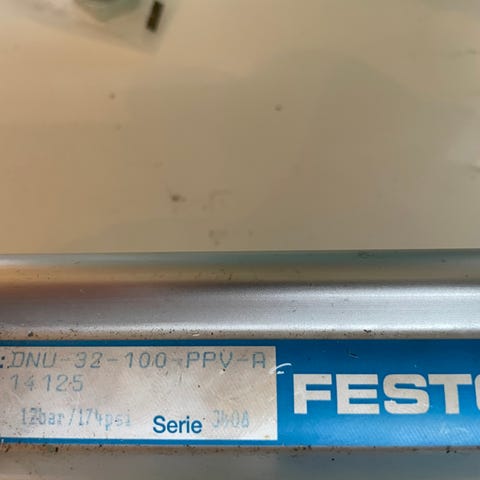 :DNU-32-100-PPV-A
14125
12bar/174psi Serie
FESTO